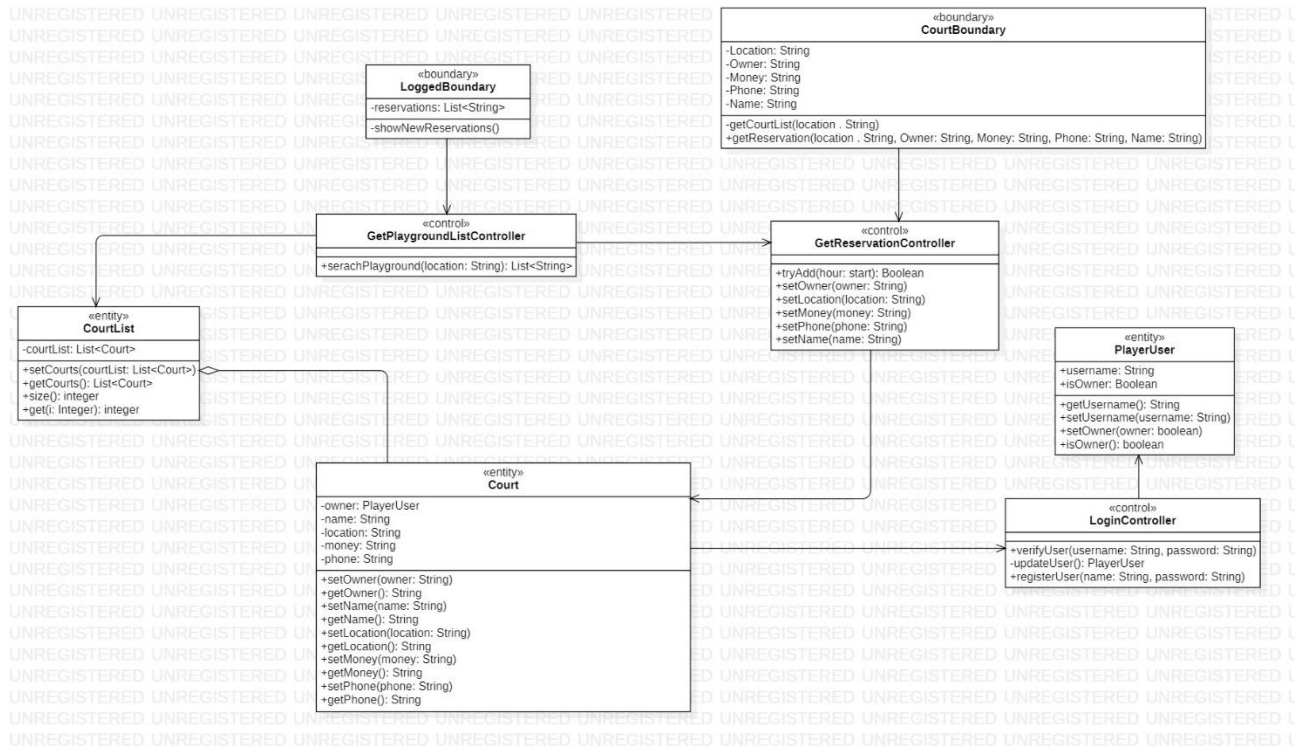 «boundary»
CourtBoundary
-Location: String
-Owner: String
-Money: String
-Phone: String
-Name: String
-getCourtList(location . String)
+getReservation(location . String, Owner: String, Money: String, Phone: String, Name: String)
«boundary»
LoggedBoundary
-reservations: List<String>
-showNewReservations()
«control»
GetPlaygroundListController
+serachPlayground(location: String): List<String>
«control»
GetReservationController
+tryAdd(hour: start): Boolean
+setOwner(owner: String)
+setLocation(location: String)
+setMoney(money: String)
+setPhone(phone: String)
+setName(name: String)
«entity»
CourtList
-courtList: List<Court>
+setCourts(courtList: List<Court>)
+getCourts(): List<Court>
+size(): integer
+get(i: Integer): integer
«entity»
PlayerUser
+username: String
+isOwner: Boolean
+getUsername(): String
+setUsername(username: String)
+setOwner(owner: boolean)
+isOwner(): boolean
«entity»
Court
-owner: PlayerUser
-name: String
-location: String
-money: String
-phone: String
+setOwner(owner: String)
+getOwner(): String
+setName(name: String)
+getName(): String
+setLocation(location: String)
+getLocation(): String
+setMoney(money: String)
+getMoney(): String
+setPhone(phone: String)
+getPhone(): String
«control»
LoginController
+verifyUser(username: String, password: String)
-updateUser(): PlayerUser
+registerUser(name: String, password: String)
UNREGISTERED